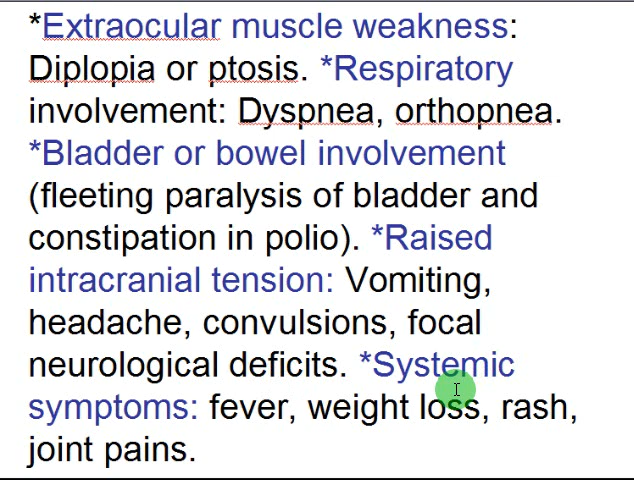 *Extraocular muscle weakness:
Diplopia or ptosis. *Respiratory
involvement: Dyspnea, orthopnea.
*Bladder or bowel involvement
(fleeting paralysis of bladder and
constipation in polio). *Raised
intracranial tension: Vomiting,
headache, convulsions, focal
neurological deficits. *Systemic
symptoms: fever, weight loss, rash,
joint pains.